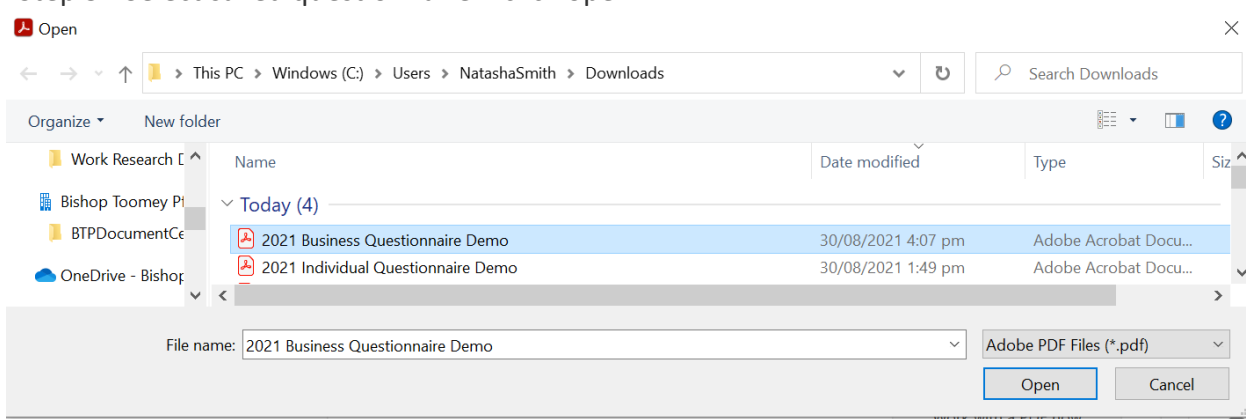 Open
This PC > Windows (C:) > Users > NatashaSmith > Downloads
Search Downloads
Organize
New folder
Name
Date modified
Type
Siz
Work Research
Bishop Toomey
BTPDocumentCe
OneDrive - Bishop
Today (4)
2021 Business Questionnaire Demo 30/08/2021 4:07 pm Adobe Acrobat Docu...
2021 Individual Questionnaire Demo 30/08/2021 1:49 pm Adobe Acrobat Docu...
File name: 2021 Business Questionnaire Demo
Adobe PDF Files (*.pdf)
Open
Cancel